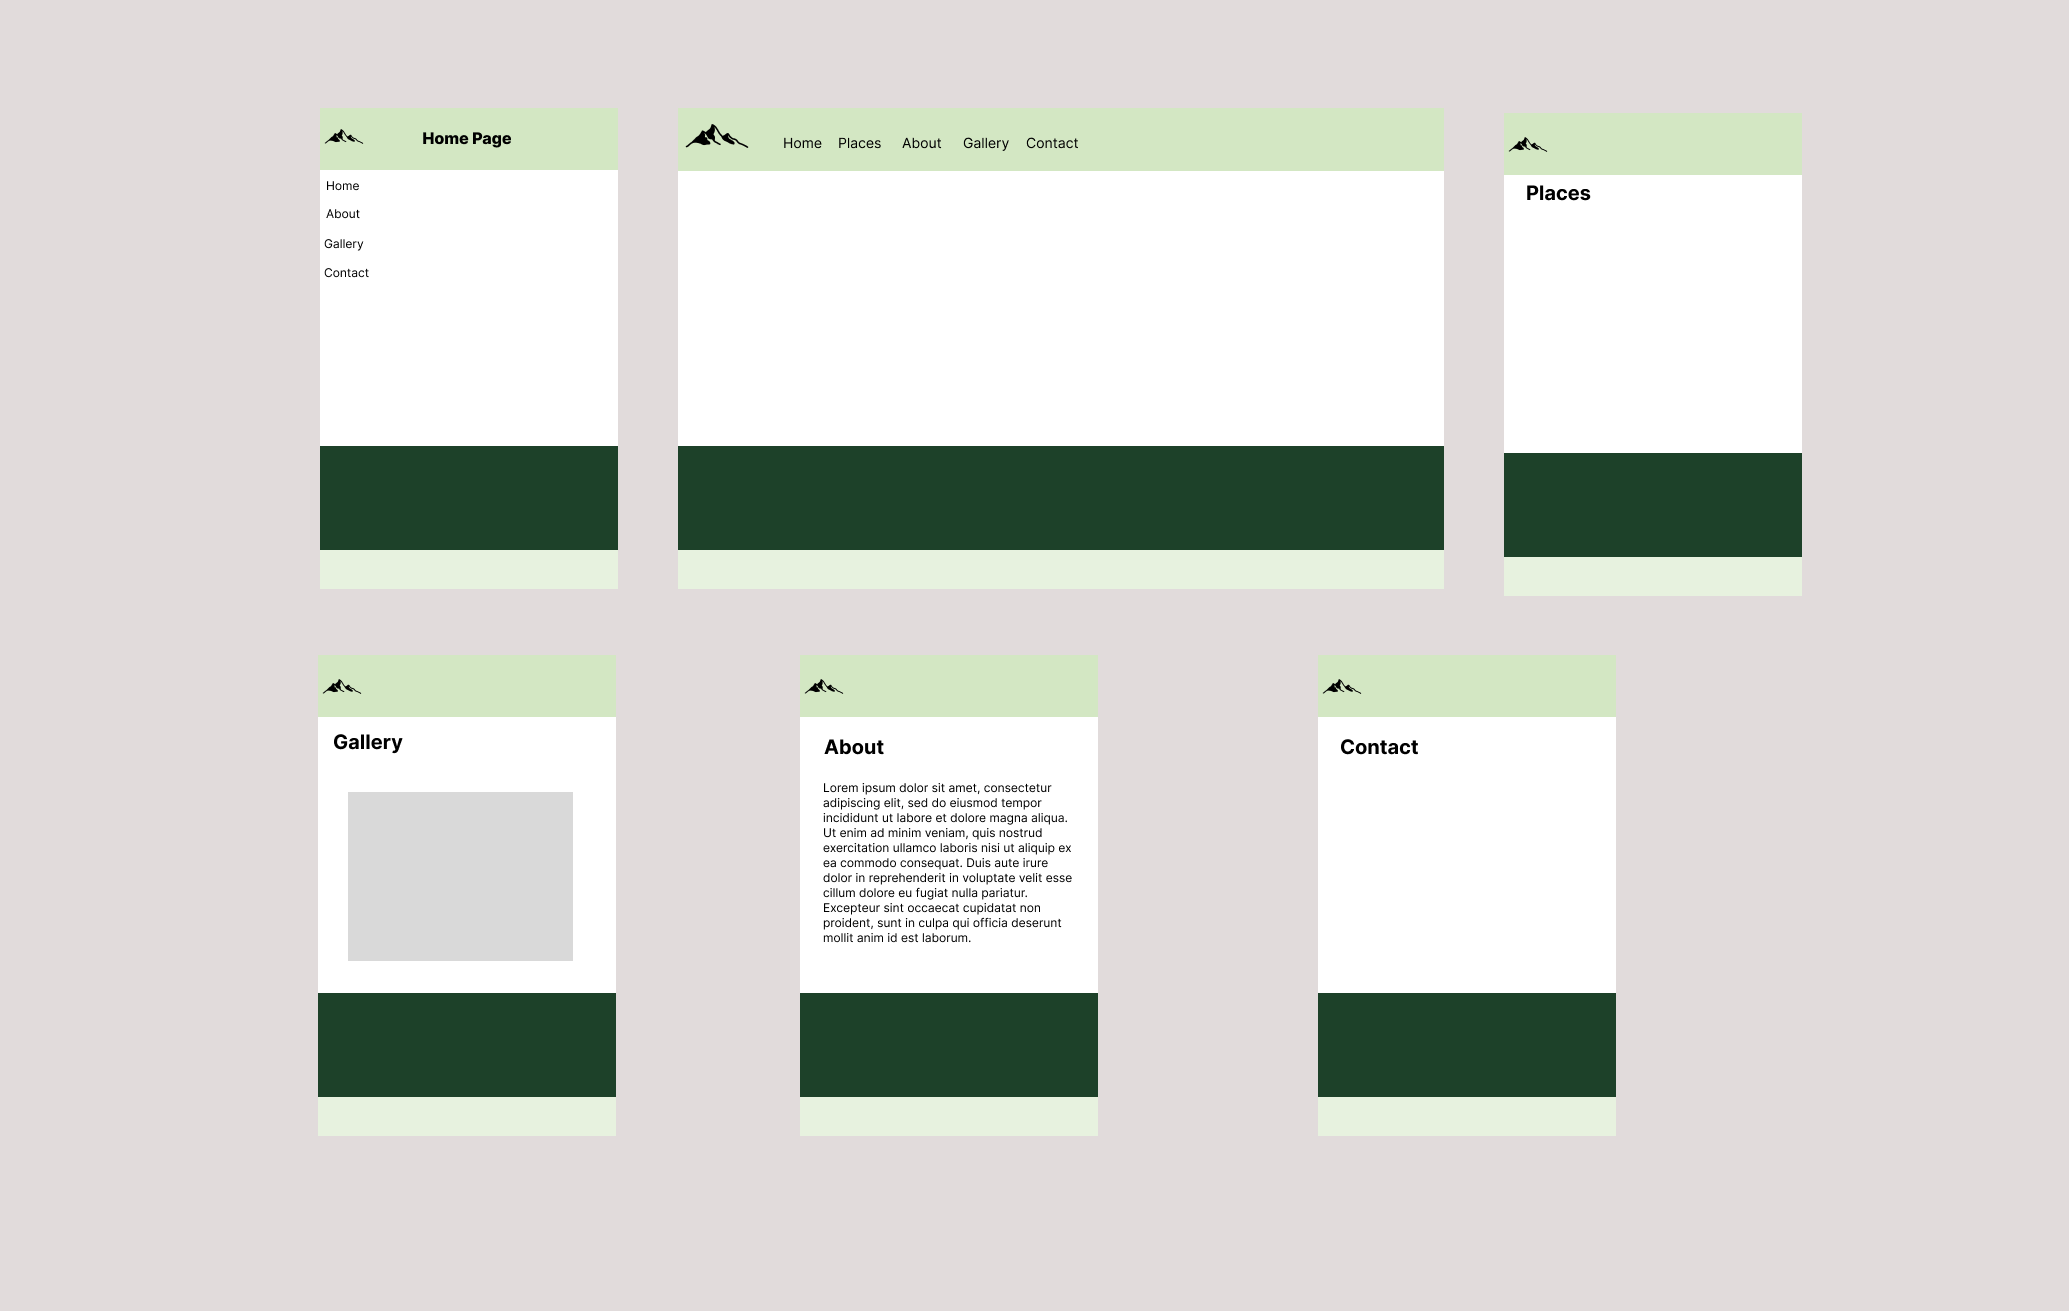 Home Page
Home
About
Gallery
Contact
Home Places About Gallery Contact
Places
Gallery
About
Lorem ipsum dolor sit amet, consectetur
adipiscing elit, sed do eiusmod tempor
incididunt ut labore et dolore magna aliqua.
Ut enim ad minim veniam, quis nostrud
exercitation ullamco laboris nisi ut aliquip ex
ea commodo consequat. Duis aute irure
dolor in reprehenderit in voluptate velit esse
cillum dolore eu fugiat nulla pariatur.
Excepteur sint occaecat cupidatat non
proident, sunt in culpa qui officia deserunt
mollit anim id est laborum.
Contact